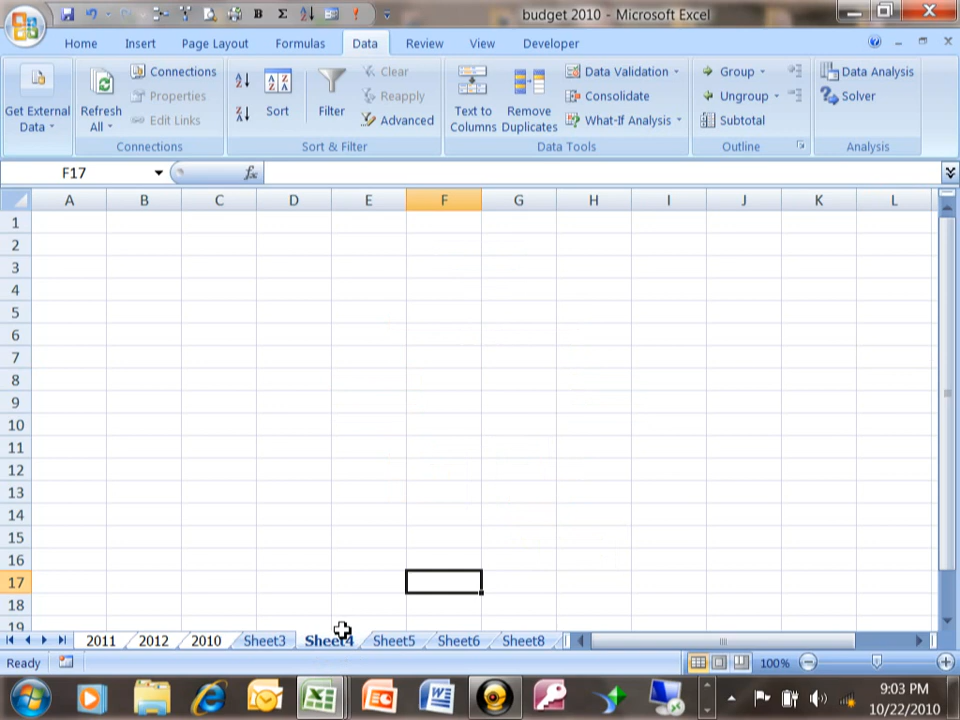 budget 2010 - Microsoft Excel
Home Insert Page Layout Formulas Data Review View Developer
Get External Data
Refresh All
Connections
Properties
Edit Links
Connections
Sort
Filter
Clear
Reapply
Advanced
Sort & Filter
Text to Columns
Remove Duplicates
Data Validation
Consolidate
What-If Analysis
Data Tools
Group
Ungroup
Subtotal
Outline
Data Analysis
Solver
Analysis
F17 fx
A B C D E F G H I J K L
1
2
3
4
5
6
7
8
9
10
11
12
13
14
15
16
17
18
19
2011 2012 2010 Sheet3 Sheet4 Sheet5 Sheet6 Sheet8
Ready 100%
9:03 PM
10/22/2010